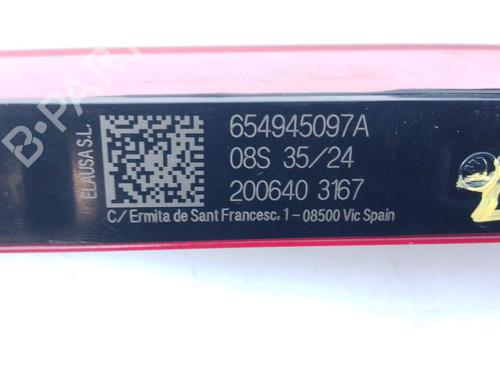 B-PARTS
ELAUSA S.L.
654945097A
08S 35/24
200640 3167
C/ Ermita de Sant Francesc, 1 - 08500 Vic Spain